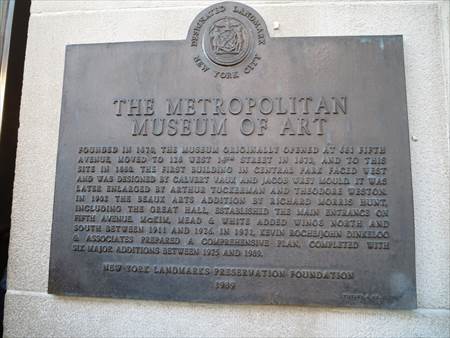 DESIGNATED LANDMARK
NEW YORK CITY
THE METROPOLITAN
MUSEUM OF ART
FOUNDED IN 1870, THE MUSEUM ORIGINALLY OPENED AT 681 FIFTH
AVENUE, MOVED TO 128 WEST 14TH STREET IN 1873, AND TO THIS
SITE IN 1880. THE FIRST BUILDING IN CENTRAL PARK FACED WEST
AND WAS DESIGNED BY CALVERT VAUX AND JACOB WREY MOULD. IT WAS
LATER ENLARGED BY ARTHUR TUCKERMAN AND THEODORE WESTON.
IN 1902 THE BEAUX ARTS ADDITION BY RICHARD MORRIS HUNT,
INCLUDING THE GREAT HALL, ESTABLISHED THE MAIN ENTRANCE ON
FIFTH AVENUE. MCKIM, MEAD & WHITE ADDED WINGS NORTH AND
SOUTH BETWEEN 1911 AND 1926. IN 1971, KEVIN ROCHE/JOHN DINKELOO
& ASSOCIATES PREPARED A COMPREHENSIVE PLAN, COMPLETED WITH
SIX MAJOR ADDITIONS BETWEEN 1975 AND 1989.
NEW YORK LANDMARKS PRESERVATION FOUNDATION
1989